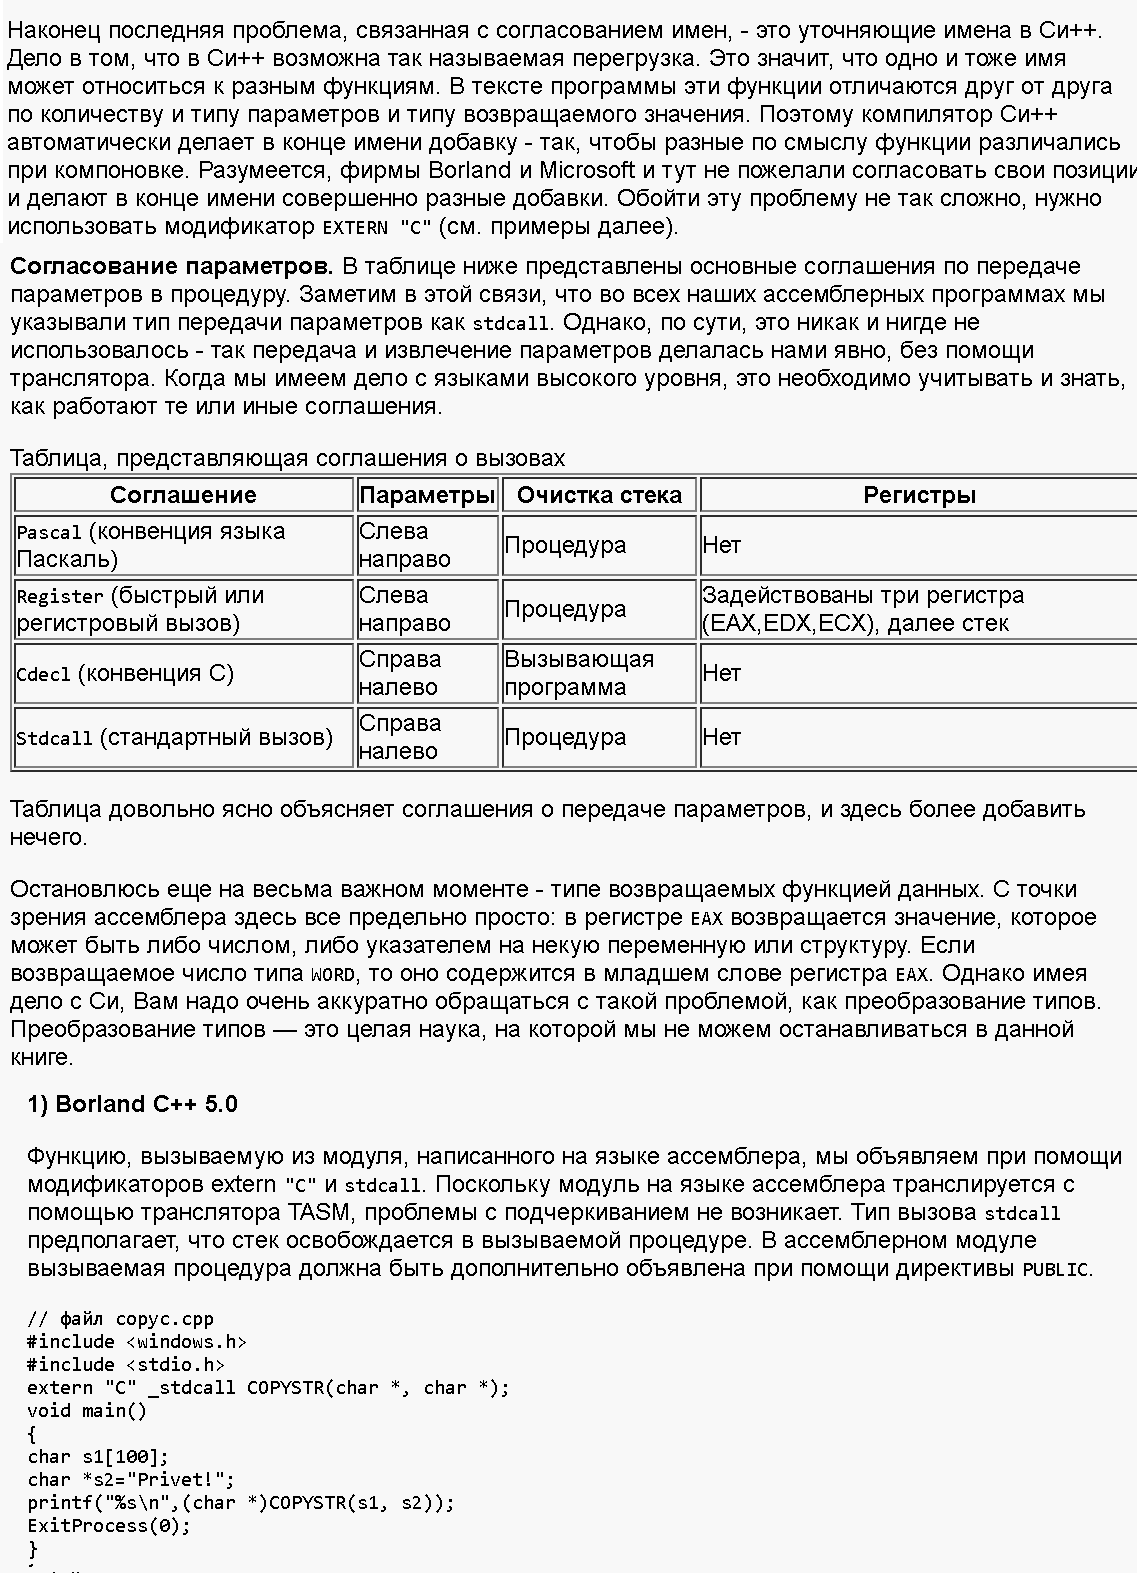 Наконец последняя проблема, связанная с согласованием имен, - это уточняющие имена в Си++.
Дело в том, что в Си++ возможна так называемая перегрузка. Это значит, что одно и тоже имя
может относиться к разным функциям. В тексте программы эти функции отличаются друг от друга
по количеству и типу параметров и типу возвращаемого значения. Поэтому компилятор Си++
автоматически делает в конце имени добавку - так, чтобы разные по смыслу функции различались
при компоновке. Разумеется, фирмы Borland и Microsoft и тут не пожелали согласовать свои позиции
и делают в конце имени совершенно разные добавки. Обойти эту проблему не так сложно, нужно
использовать модификатор EXTERN "C" (см. примеры далее).
Согласование параметров. В таблице ниже представлены основные соглашения по передаче
параметров в процедуру. Заметим в этой связи, что во всех наших ассемблерных программах мы
указывали тип передачи параметров как stdcall. Однако, по сути, это никак и нигде не
использовалось - так передача и извлечение параметров делалась нами явно, без помощи
транслятора. Когда мы имеем дело с языками высокого уровня, это необходимо учитывать и знать,
как работают те или иные соглашения.
Таблица, представляющая соглашения о вызовах
Соглашение Параметры Очистка стека Регистры
Pascal (конвенция языка
Паскаль)
Слева
направо
Процедура
Нет
Register (быстрый или
регистровый вызов)
Слева
направо
Процедура
Задействованы три регистра
(EAX,EDX,ECX), далее стек
Cdecl (конвенция С)
Справа
налево
Вызывающая
программа
Нет
Stdcall (стандартный вызов)
Справа
налево
Процедура
Нет
Таблица довольно ясно объясняет соглашения о передаче параметров, и здесь более добавить
нечего.
Остановлюсь еще на весьма важном моменте - типе возвращаемых функцией данных. С точки
зрения ассемблера здесь все предельно просто: в регистре EAX возвращается значение, которое
может быть либо числом, либо указателем на некую переменную или структуру. Если
возвращаемое число типа WORD, то оно содержится в младшем слове регистра EAX. Однако имея
дело с Си, Вам надо очень аккуратно обращаться с такой проблемой, как преобразование типов.
Преобразование типов — это целая наука, на которой мы не можем останавливаться в данной
книге.
1) Borland C++ 5.0
Функцию, вызываемую из модуля, написанного на языке ассемблера, мы объявляем при помощи
модификаторов extern "C" и stdcall. Поскольку модуль на языке ассемблера транслируется с
помощью транслятора TASM, проблемы с подчеркиванием не возникает. Тип вызова stdcall
предполагает, что стек освобождается в вызываемой процедуре. В ассемблерном модуле
вызываемая процедура должна быть дополнительно объявлена при помощи директивы PUBLIC.
// файл copyc.cpp
#include <windows.h>
#include <stdio.h>
extern "C" _stdcall COPYSTR(char *, char *);
void main()
{
char s1[100];
char *s2="Privet!";
printf("%s\n",(char *)COPYSTR(s1, s2));
ExitProcess(0);
}